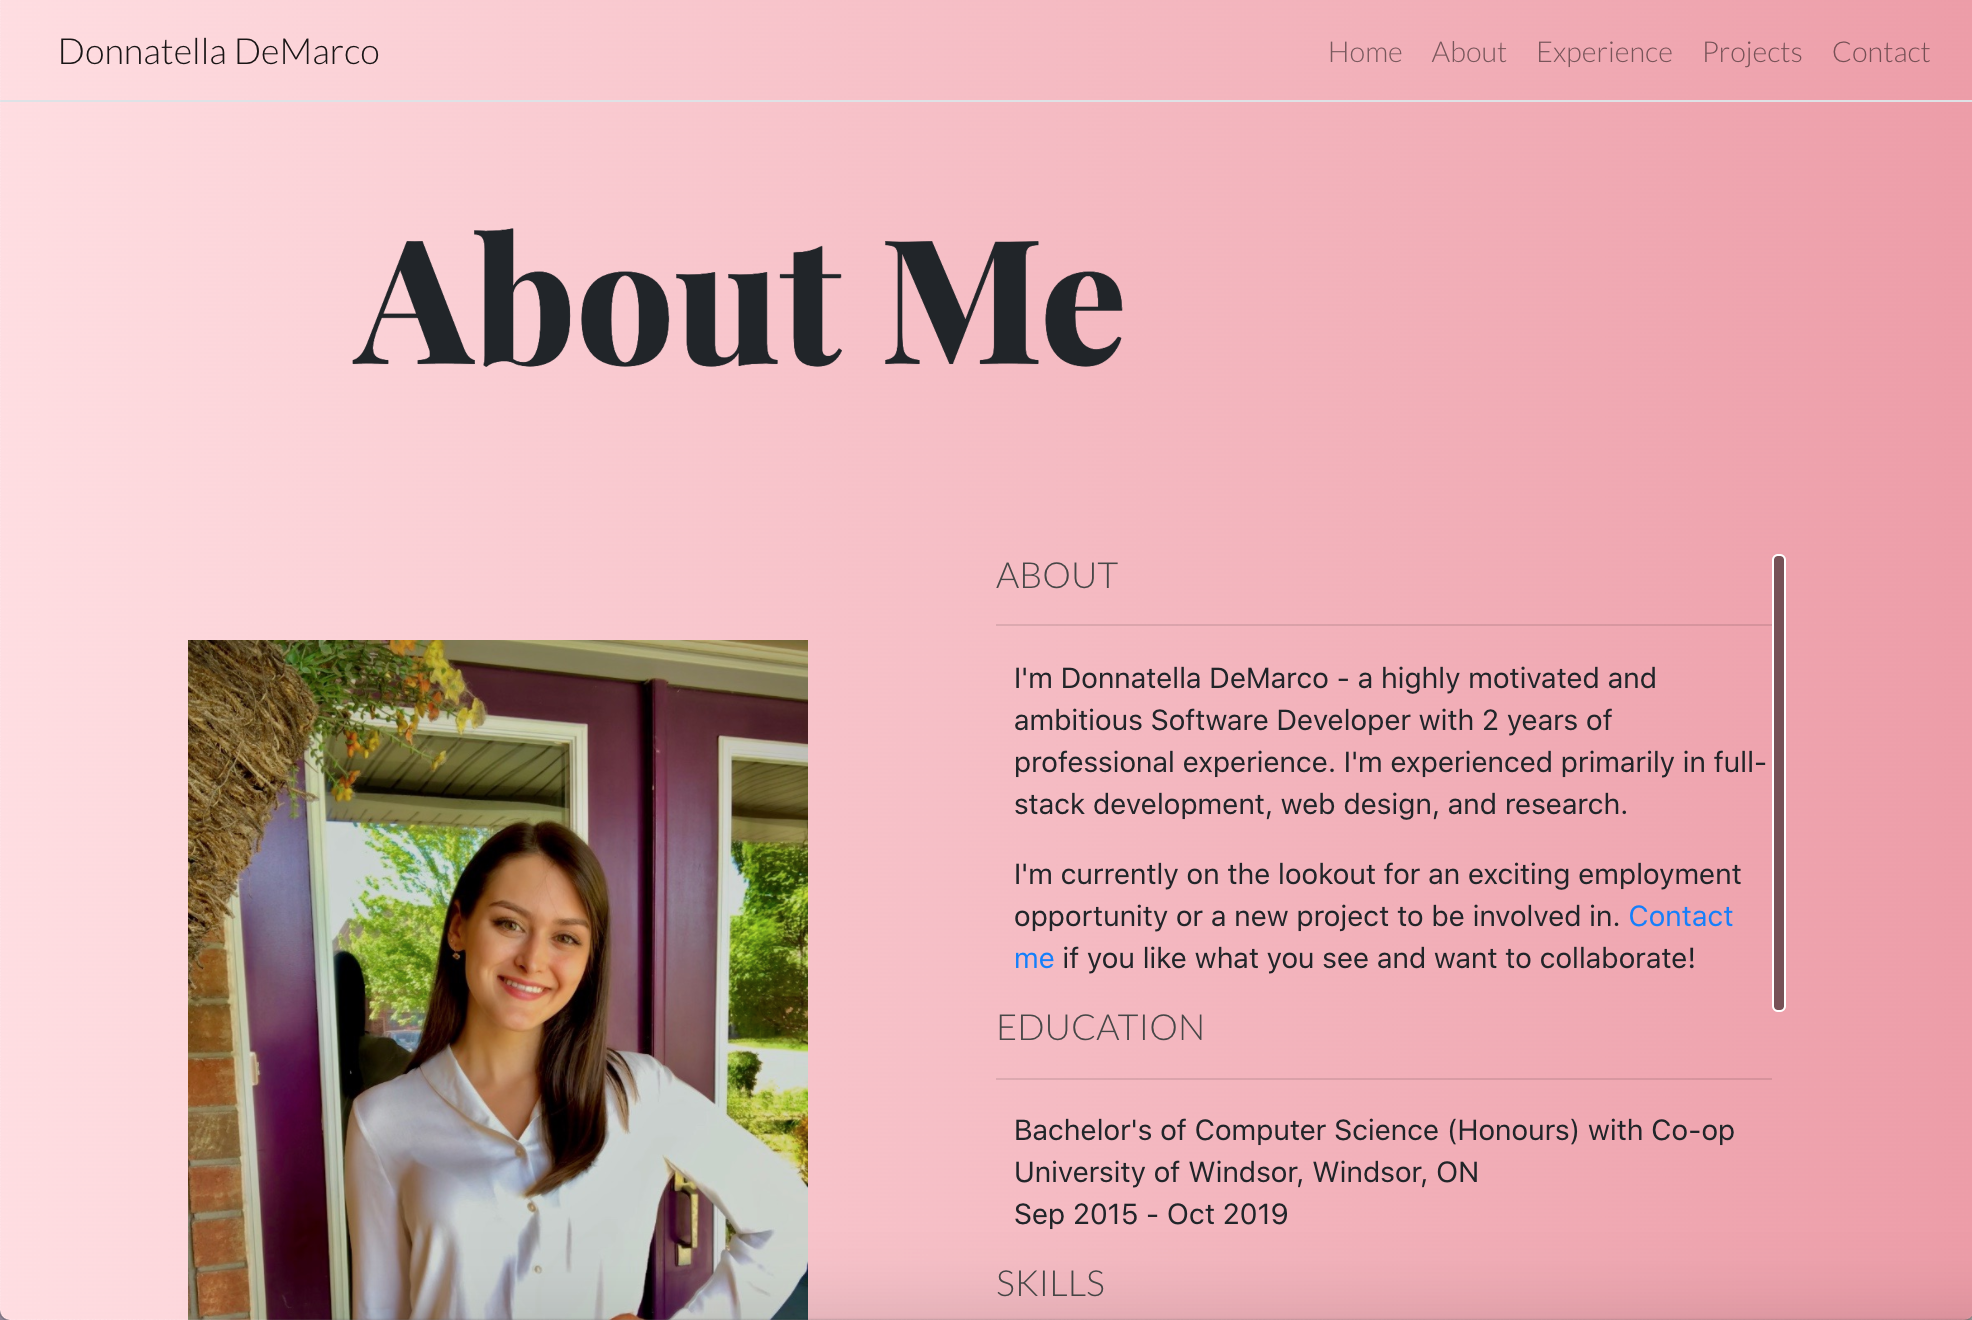 Donnatella DeMarco
Home About Experience Projects Contact
About Me
ABOUT
I'm Donnatella DeMarco - a highly motivated and
ambitious Software Developer with 2 years of
professional experience. I'm experienced primarily in full-
stack development, web design, and research.
I'm currently on the lookout for an exciting employment
opportunity or a new project to be involved in. Contact
me if you like what you see and want to collaborate!
EDUCATION
Bachelor's of Computer Science (Honours) with Co-op
University of Windsor, Windsor, ON
Sep 2015 - Oct 2019
SKILLS